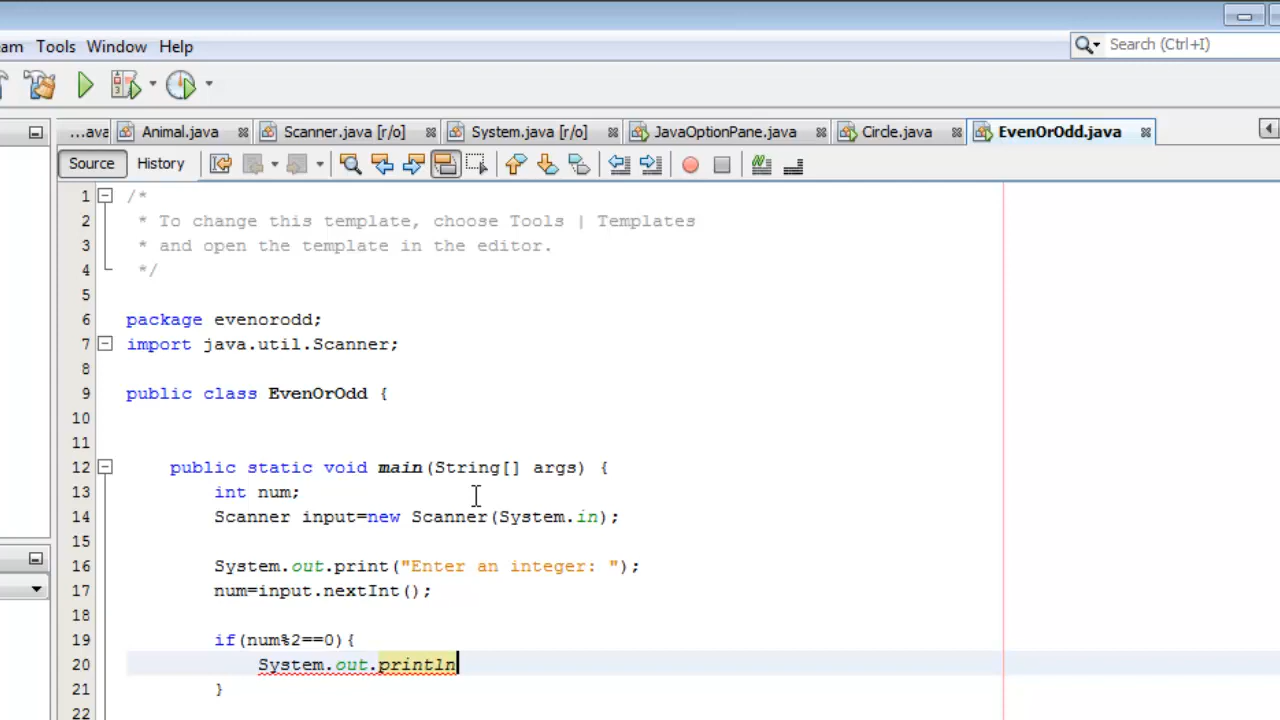 am Tools Window Help
Search (Ctrl+I)
...ava Animal.java Scanner.java [r/o] System.java [r/o] JavaOptionPane.java Circle.java EvenOrOdd.java
Source History
1 /*
2 * To change this template, choose Tools | Templates
3 * and open the template in the editor.
4 */
5
6 package evenorodd;
7 import java.util.Scanner;
8
9 public class EvenOrOdd {
10
11
12 public static void main(String[] args) {
13 int num;
14 Scanner input=new Scanner(System.in);
15
16 System.out.print("Enter an integer: ");
17 num=input.nextInt();
18
19 if(num%2==0){
20 System.out.println
21 }
22